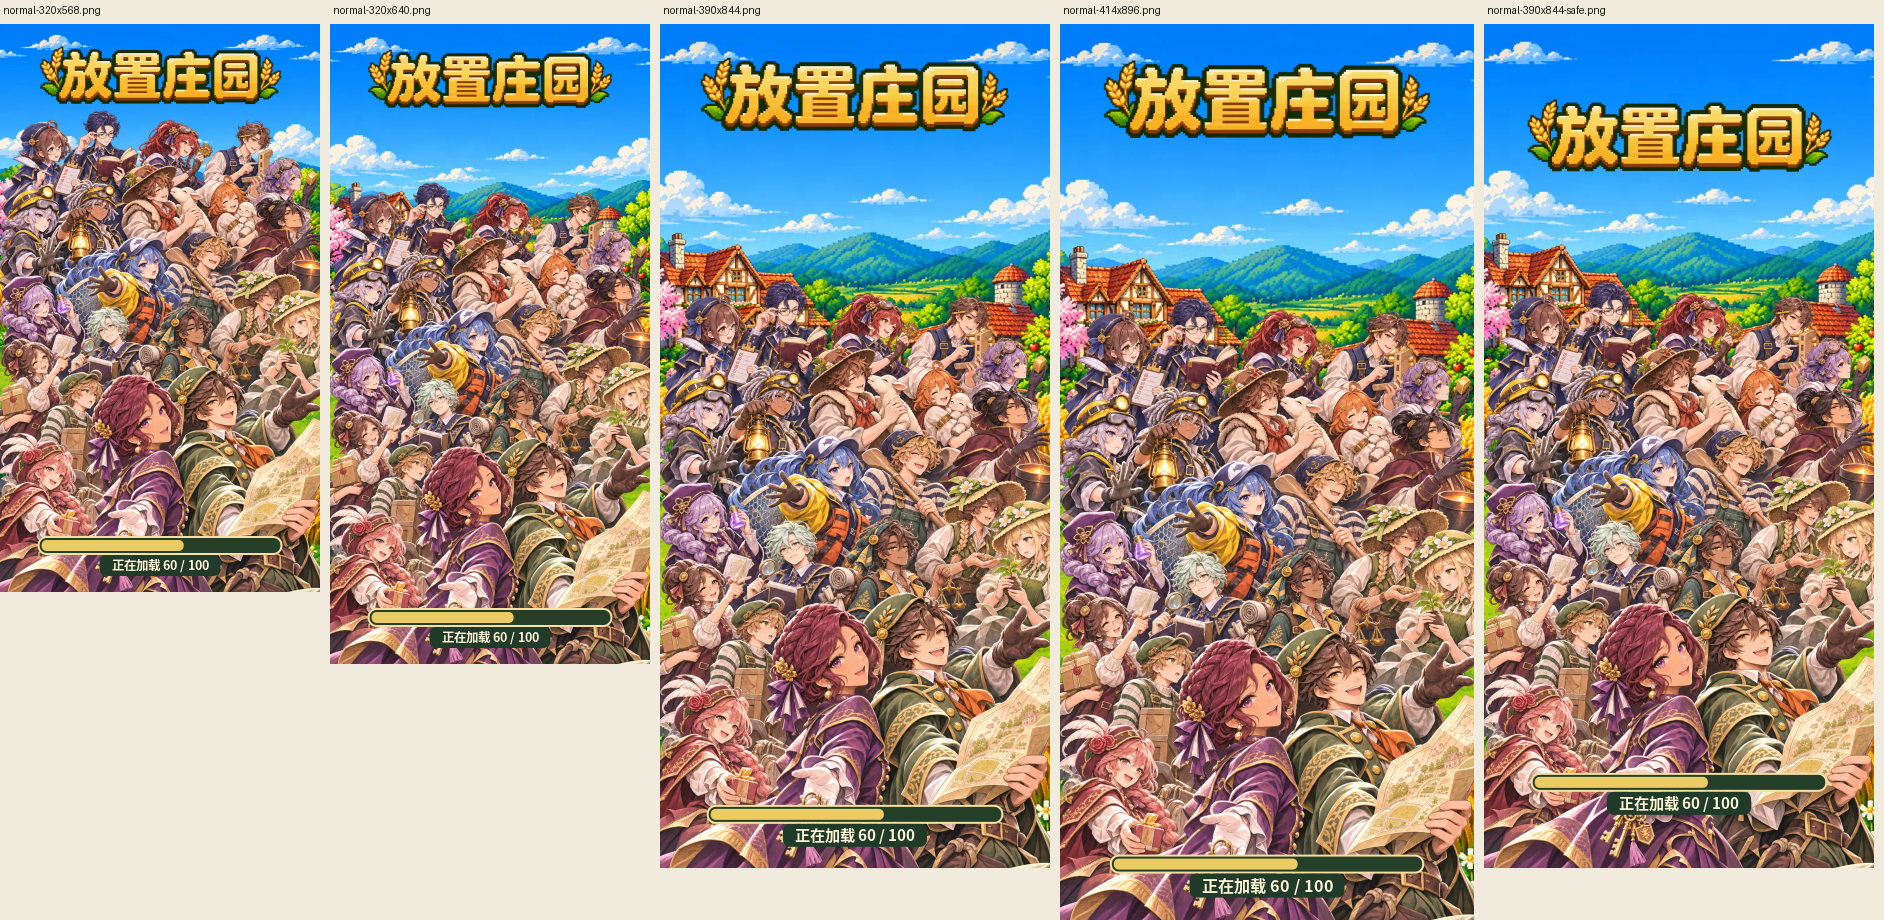 normal-320x568.png
放置庄园
正在加载 60 / 100
normal-320x640.png
放置庄园
正在加载 60 / 100
normal-390x844.png
放置庄园
正在加载 60 / 100
normal-414x896.png
放置庄园
正在加载 60 / 100
normal-390x844-safe.png
放置庄园
正在加载 60 / 100